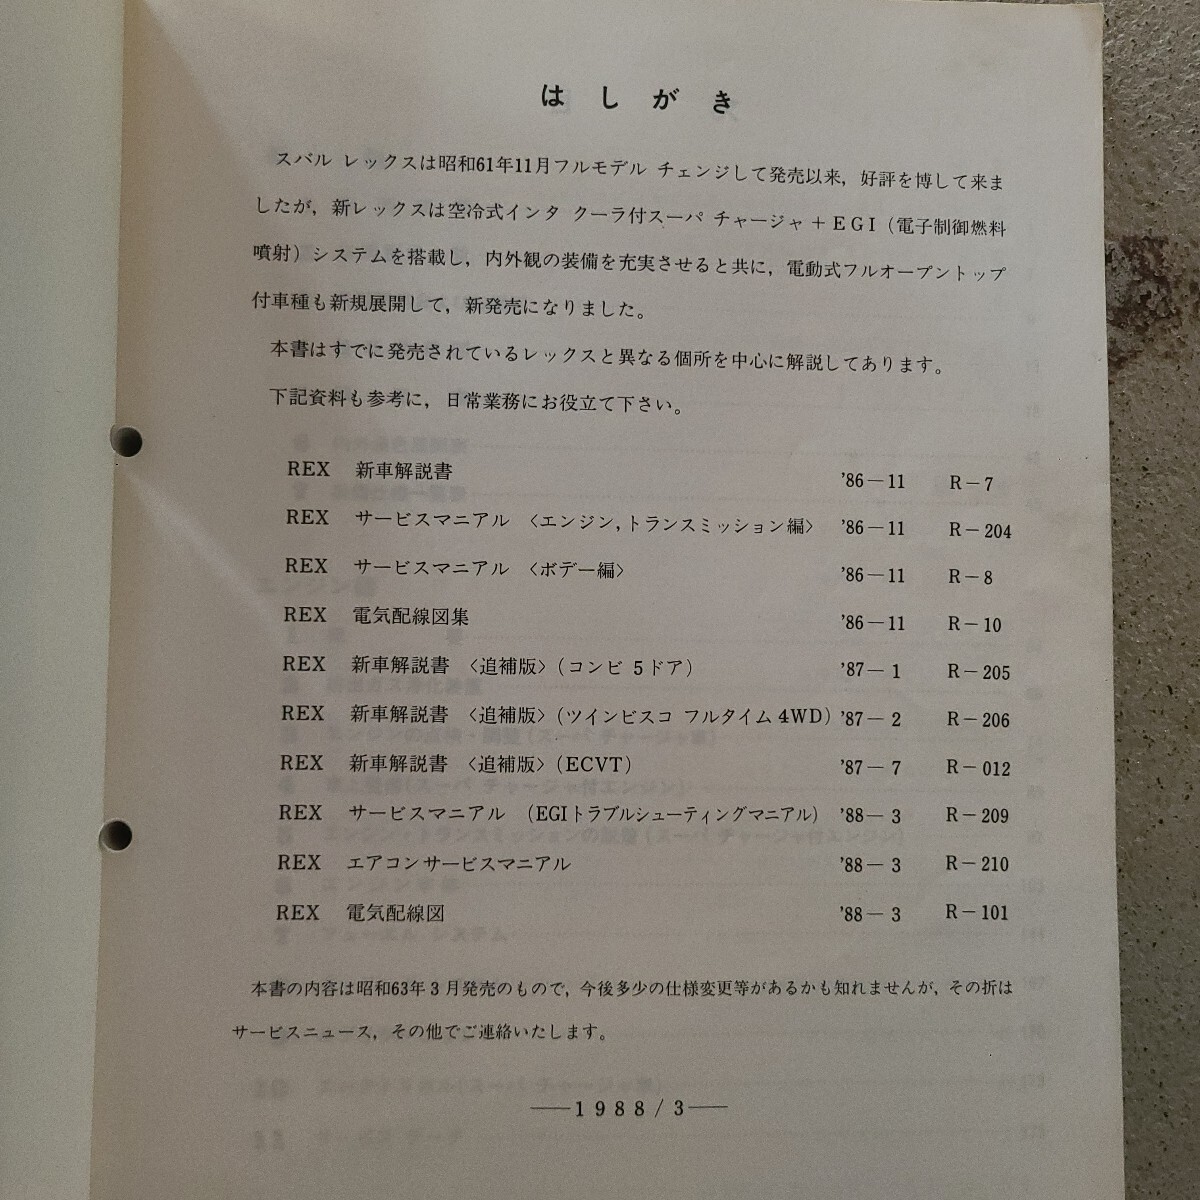 はしがき
スバル レックスは昭和61年11月フルモデル チェンジして発売以来，好評を博して来ま
したが，新レックスは空冷式インタ クーラ付スーパ チャージャ＋EGI（電子制御燃料
噴射）システムを搭載し，内外観の装備を充実させると共に，電動式フルオープントップ
付車種も新規展開して，新発売になりました。
本書はすでに発売されているレックスと異なる個所を中心に解説してあります。
下記資料も参考に，日常業務にお役立て下さい。
REX 新車解説書 '86－11 R－7
REX サービスマニアル 〈エンジン，トランスミッション編〉 '86－11 R－204
REX サービスマニアル 〈ボデー編〉 '86－11 R－8
REX 電気配線図集 '86－11 R－10
REX 新車解説書 〈追補版〉（コンビ 5ドア） '87－1 R－205
REX 新車解説書 〈追補版〉（ツインビスコ フルタイム4WD） '87－2 R－206
REX 新車解説書 〈追補版〉（ECVT） '87－7 R－012
REX サービスマニアル （EGIトラブルシューティングマニアル） '88－3 R－209
REX エアコンサービスマニアル '88－3 R－210
REX 電気配線図 '88－3 R－101
本書の内容は昭和63年3月発売のもので，今後多少の仕様変更等があるかも知れませんが，その折は
サービスニュース，その他でご連絡いたします。
──1988/3──